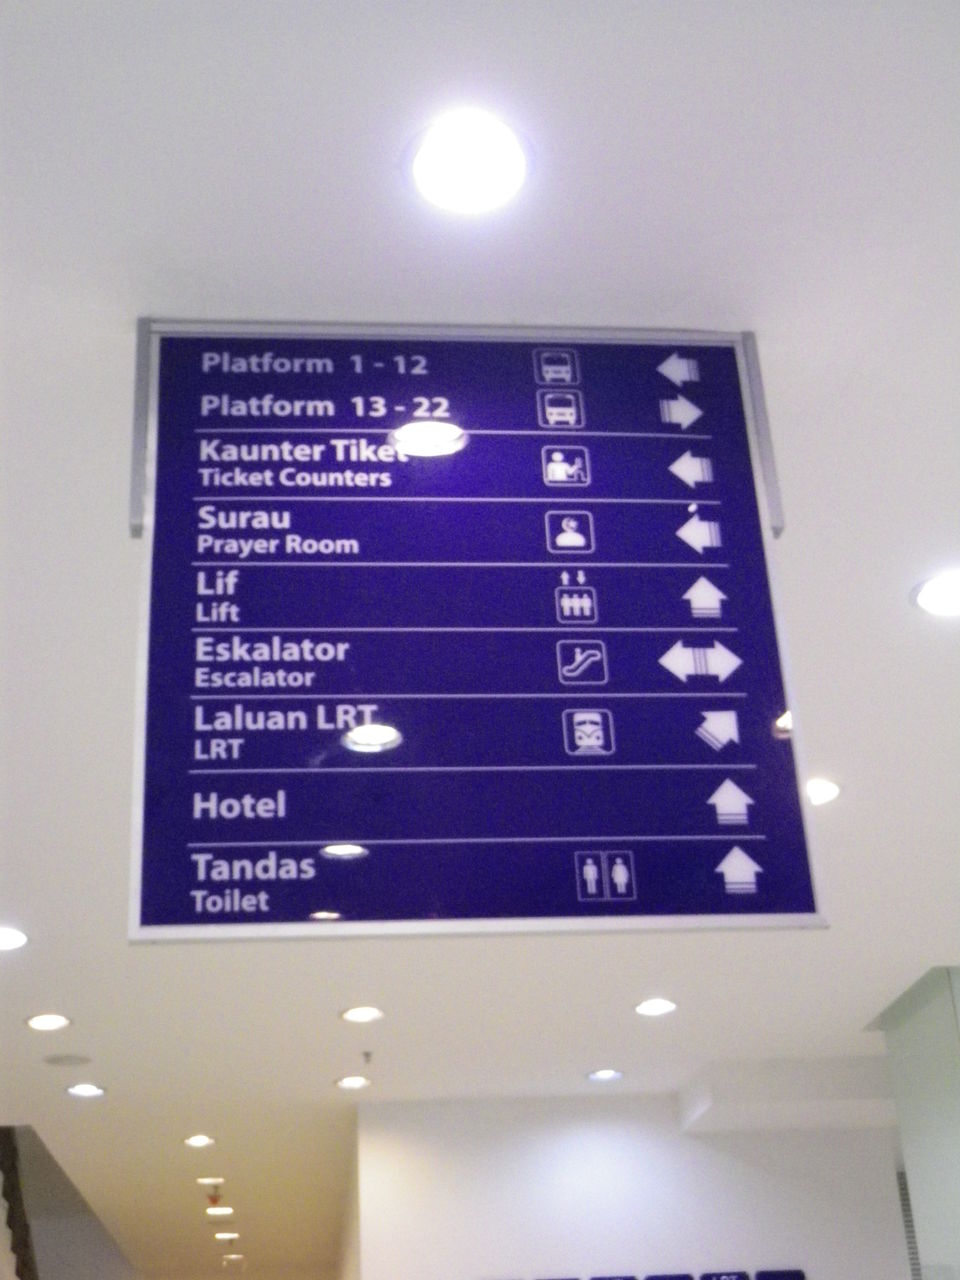 Platform 1 - 12
Platform 13 - 22
Kaunter Tiket
Ticket Counters
Surau
Prayer Room
Lif
Lift
Eskalator
Escalator
Laluan LRT
LRT
Hotel
Tandas
Toilet